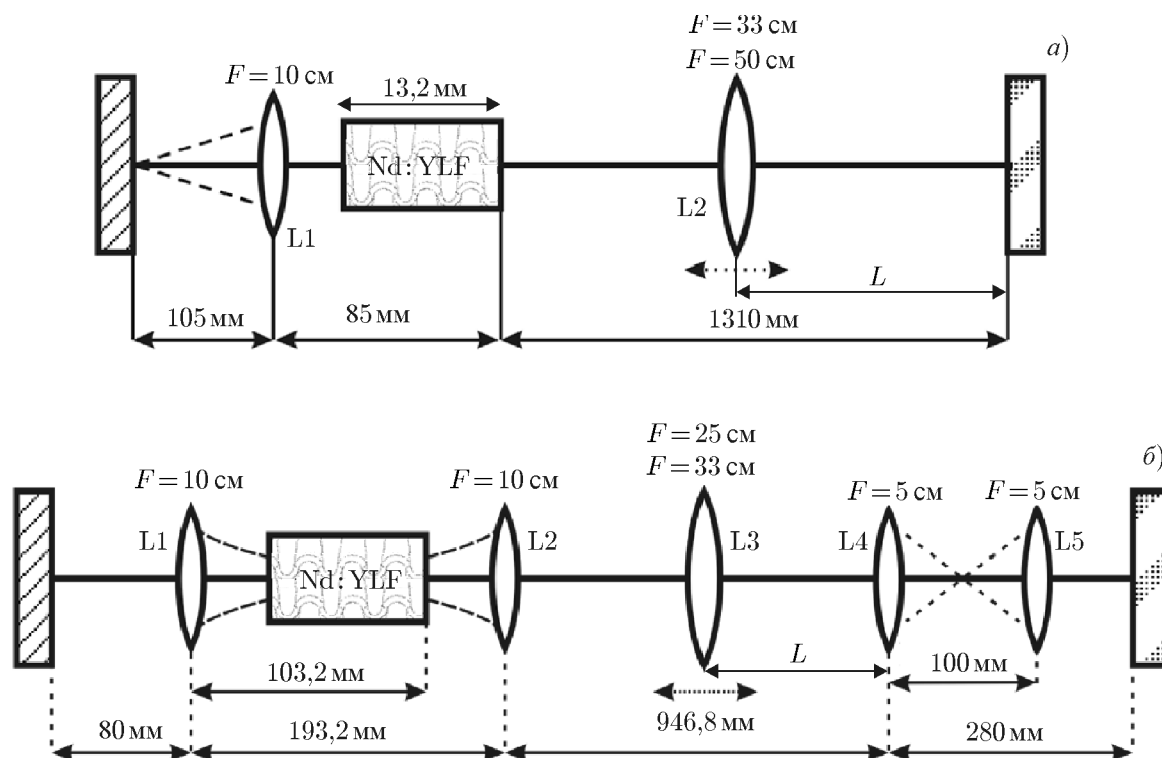 F = 33 см
F = 50 см
а)
F = 10 см
13,2 мм
Nd: YLF
L1
L2
L
105 мм
85 мм
1310 мм
F = 25 см
F = 33 см
б)
F = 10 см
F = 10 см
F = 5 см
F = 5 см
L1
L2
L3
L4
L5
Nd: YLF
L
103,2 мм
100 мм
80 мм
193,2 мм
946,8 мм
280 мм